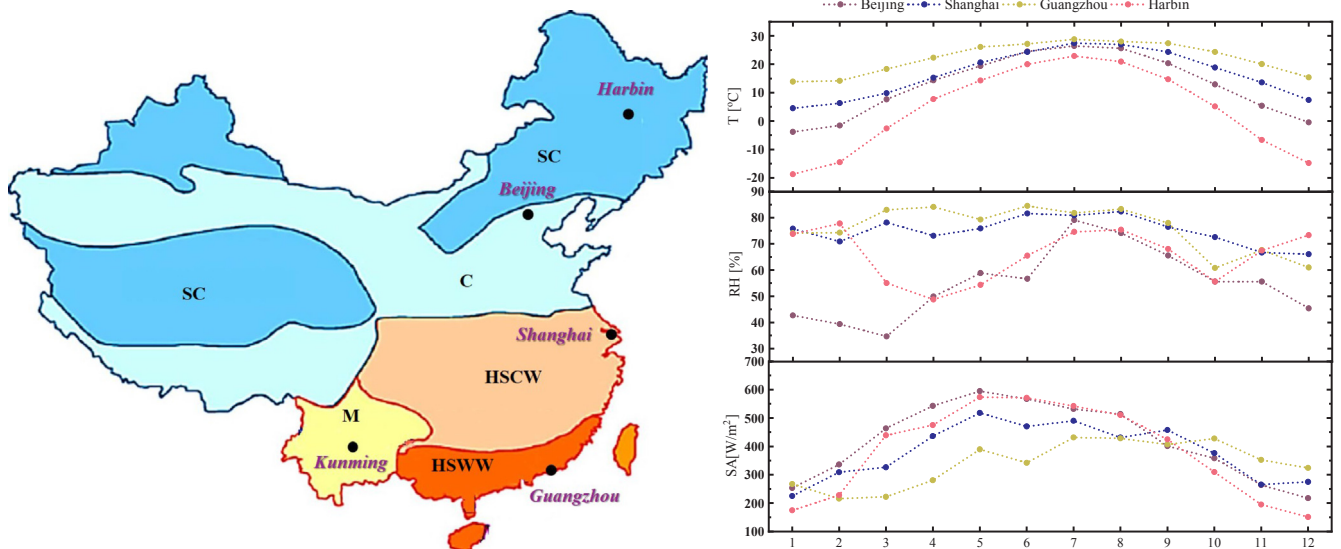 Beijing Shanghai Guangzhou Harbin
Harbin
SC
Beijing
SC
C
Shanghai
HSCW
M
Kunming
HSWW
Guangzhou
T [°C]
30
20
10
0
-10
-20
RH [%]
90
80
70
60
50
40
30
SA[W/m²]
700
600
500
400
300
200
100
1 2 3 4 5 6 7 8 9 10 11 12